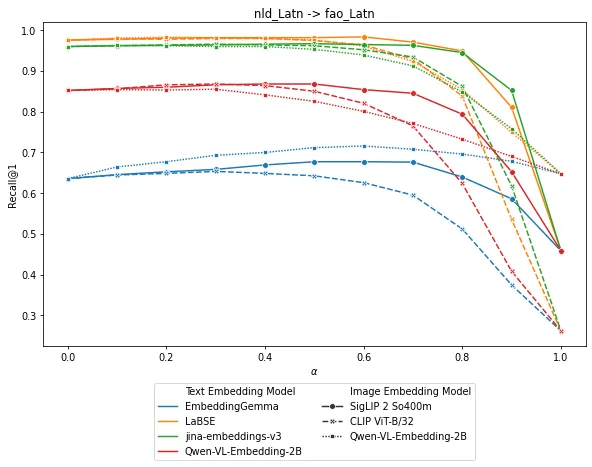 nld_Latn -> fao_Latn
1.0
0.9
0.8
0.7
0.6
0.5
0.4
0.3
Recall@1
0.0 0.2 0.4 0.6 0.8 1.0
α
Text Embedding Model Image Embedding Model
EmbeddingGemma SigLIP 2 So400m
LaBSE CLIP ViT-B/32
jina-embeddings-v3 Qwen-VL-Embedding-2B
Qwen-VL-Embedding-2B